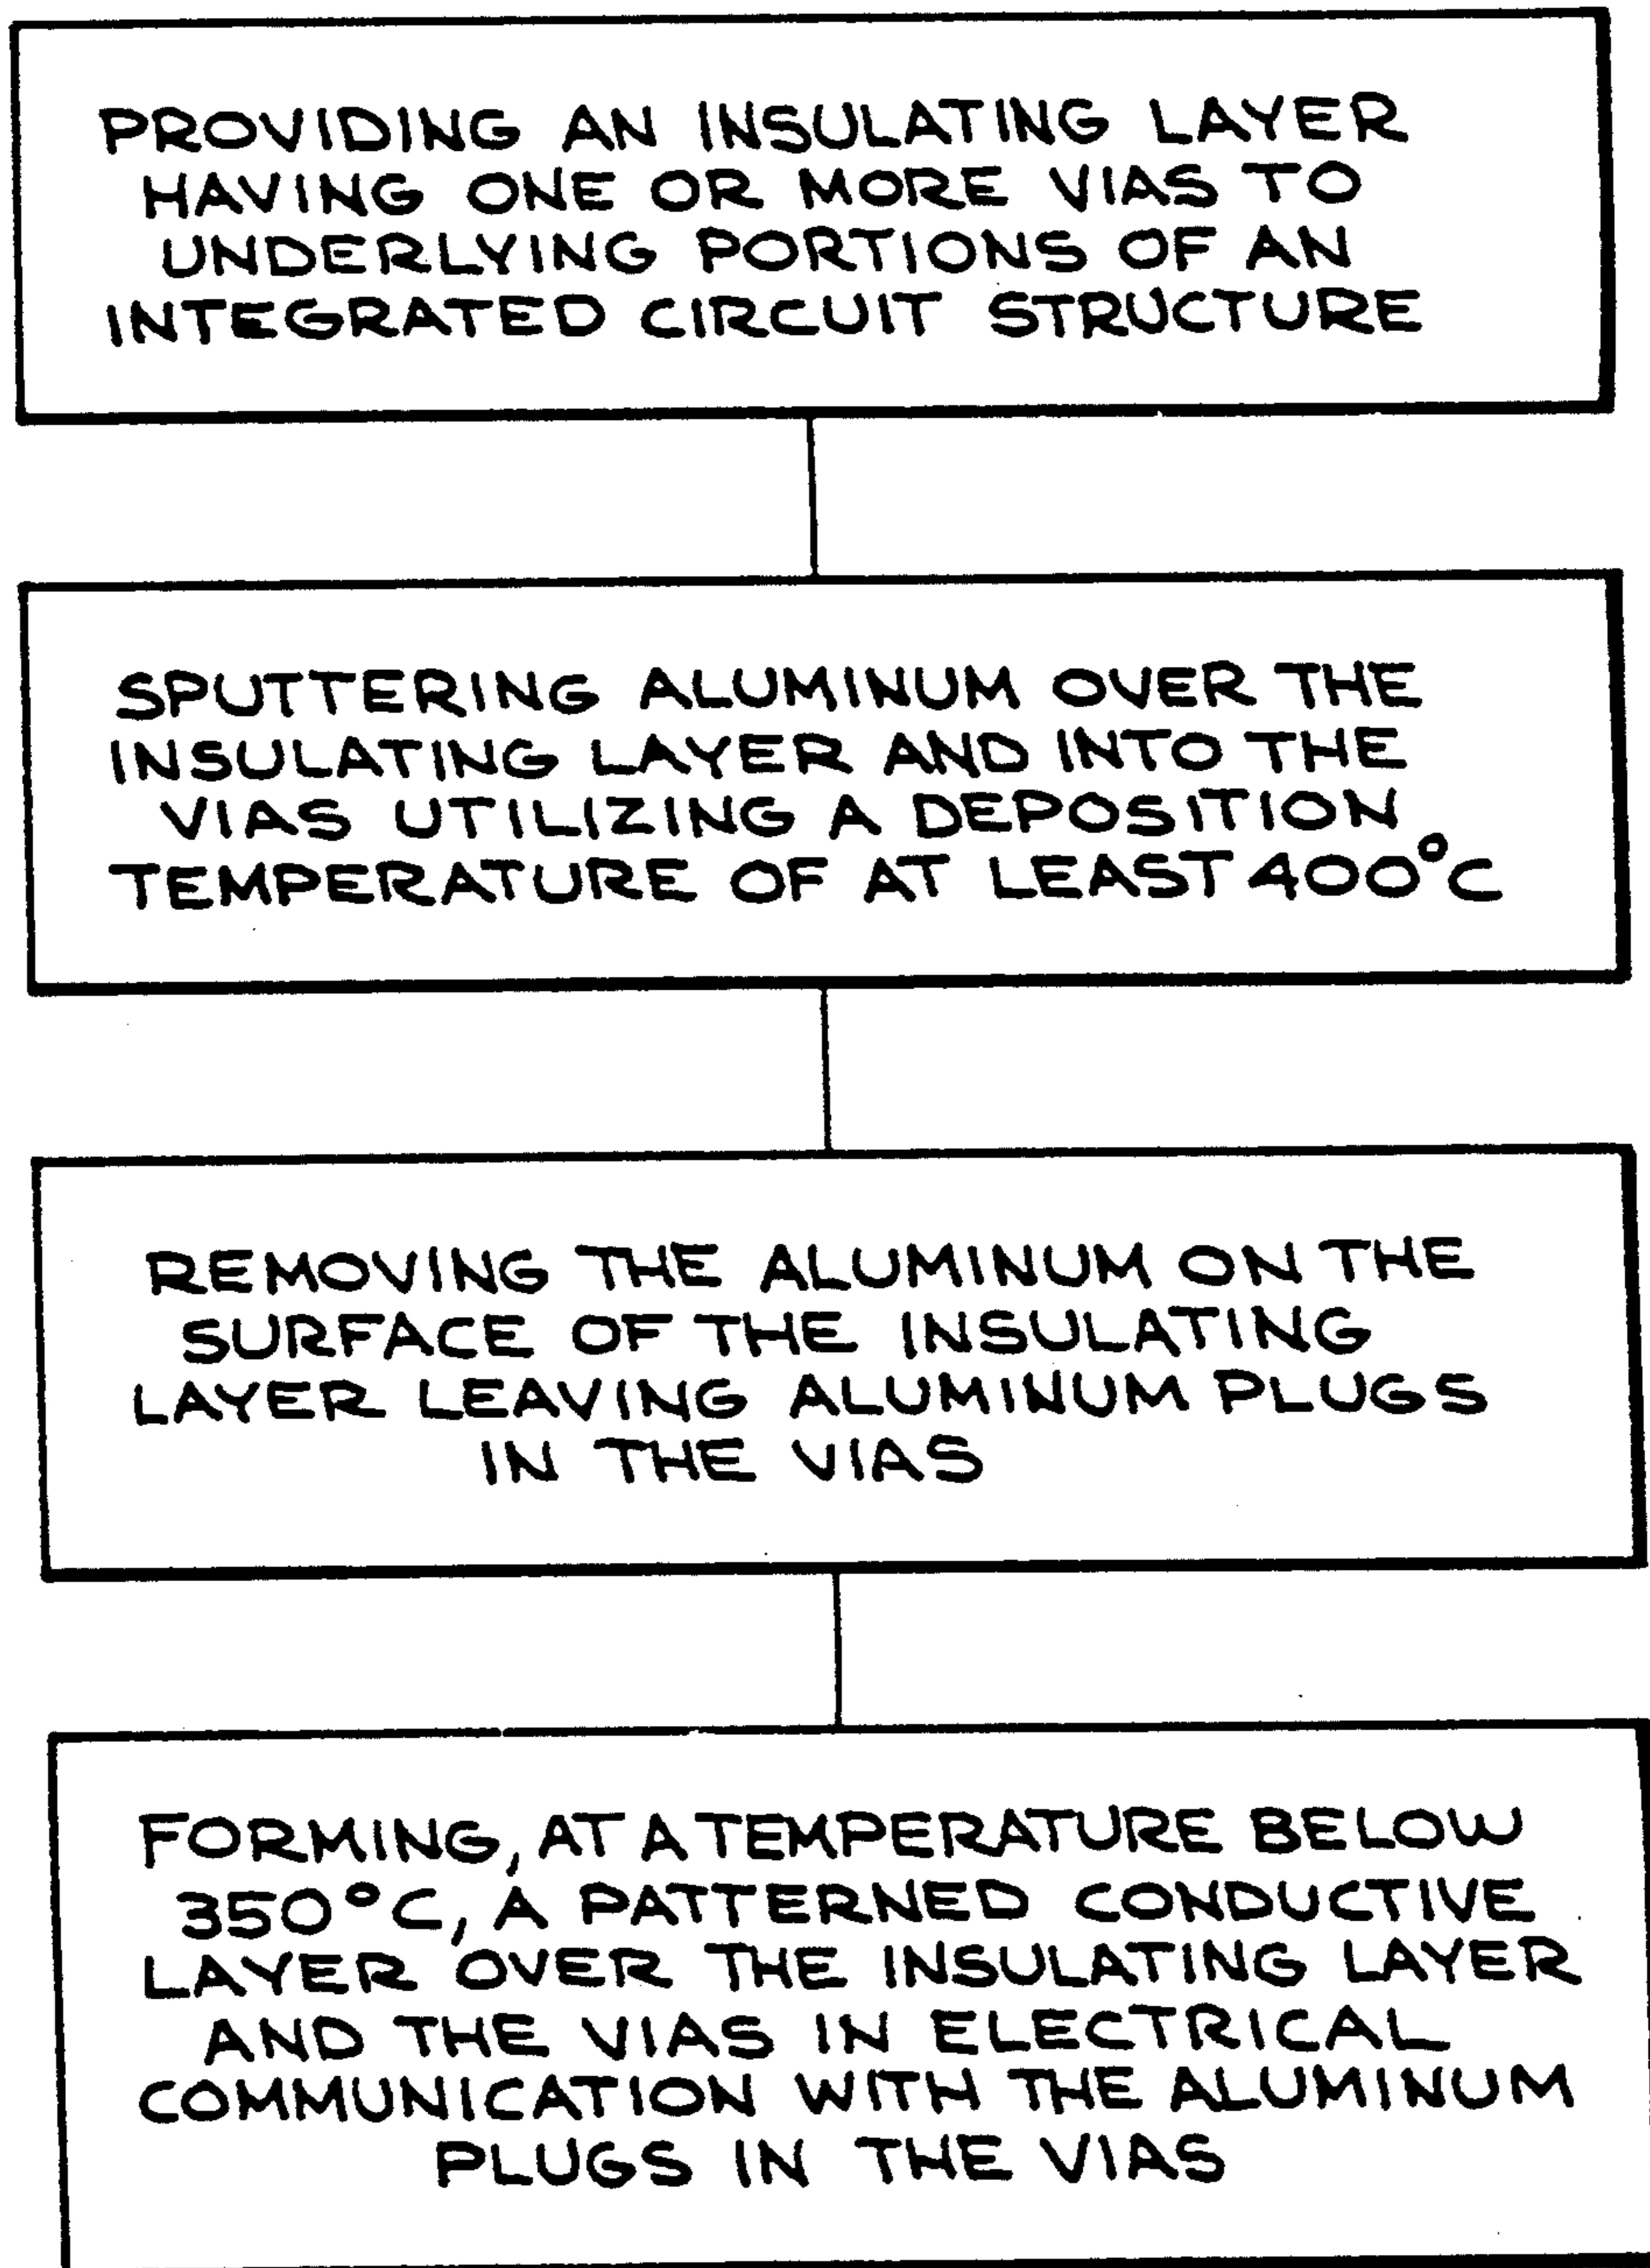 PROVIDING AN INSULATING LAYER
HAVING ONE OR MORE VIAS TO
UNDERLYING PORTIONS OF AN
INTEGRATED CIRCUIT STRUCTURE
SPUTTERING ALUMINUM OVER THE
INSULATING LAYER AND INTO THE
VIAS UTILIZING A DEPOSITION
TEMPERATURE OF AT LEAST 400°C
REMOVING THE ALUMINUM ON THE
SURFACE OF THE INSULATING
LAYER LEAVING ALUMINUM PLUGS
IN THE VIAS
FORMING, AT A TEMPERATURE BELOW
350°C, A PATTERNED CONDUCTIVE
LAYER OVER THE INSULATING LAYER
AND THE VIAS IN ELECTRICAL
COMMUNICATION WITH THE ALUMINUM
PLUGS IN THE VIAS